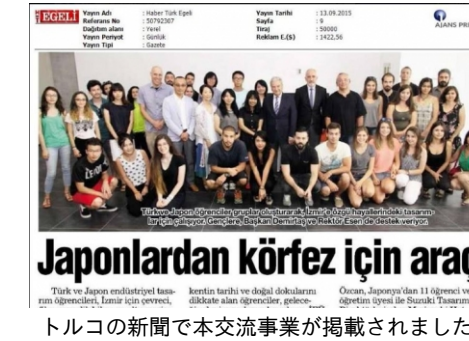 EGELİ
Yayın Adı : Haber Türk Egeli
Referans No : 50792307
Dağıtım alanı : Yerel
Yayın Periyot : Günlük
Yayın Tipi : Gazete
Yayın Tarihi : 13.09.2015
Sayfa : 9
Tiraj : 50000
Reklam E.($) : 1422,56
AJANS PRE
Türk ve Japon öğrenciler gruplar oluşturarak, İzmir'e özgü hayallerindeki tasarım-
lar için çalışıyor. Gençlere, Başkan Demirtaş ve Rektör Esen de destek veriyor.
Japonlardan körfez için araç
Türk ve Japon endüstriyel tasa-
rım öğrencileri, İzmir için çevreci,
kentin tarihi ve doğal dokularını
dikkate alan öğrenciler, gelece-
Özcan, Japonya'dan 11 öğrenci ve
öğretim üyesi ile Suzuki Tasarım
トルコの新聞で本交流事業が掲載されました